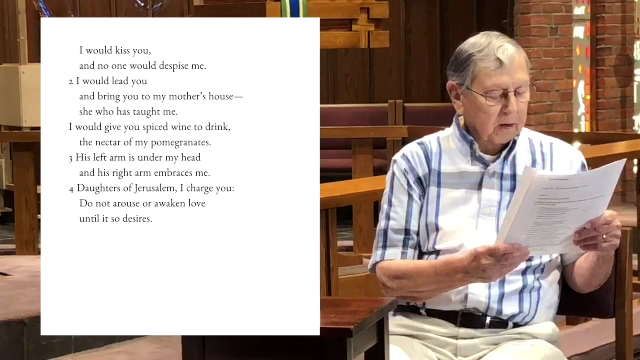 I would kiss you,
and no one would despise me.
2 I would lead you
and bring you to my mother's house—
she who has taught me.
I would give you spiced wine to drink,
the nectar of my pomegranates.
3 His left arm is under my head
and his right arm embraces me.
4 Daughters of Jerusalem, I charge you:
Do not arouse or awaken love
until it so desires.